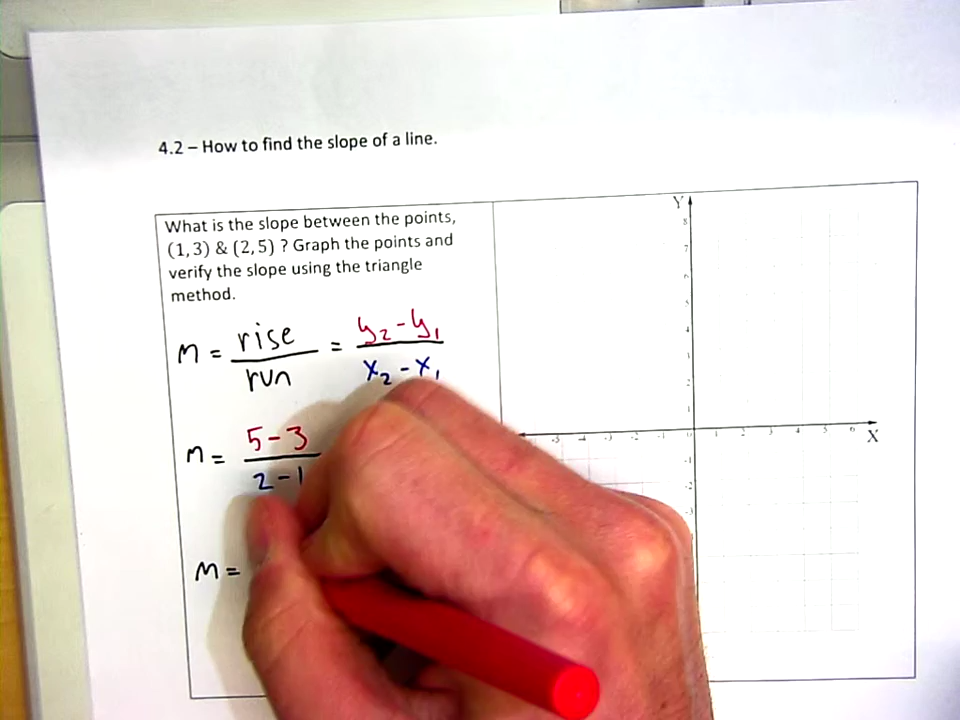 4.2 – How to find the slope of a line.
What is the slope between the points,
(1,3) & (2,5) ? Graph the points and
verify the slope using the triangle
method.
m = rise / run = y₂ - y₁ / x₂ - x₁
m = 5 - 3 / 2 - 1
m =
Y
X